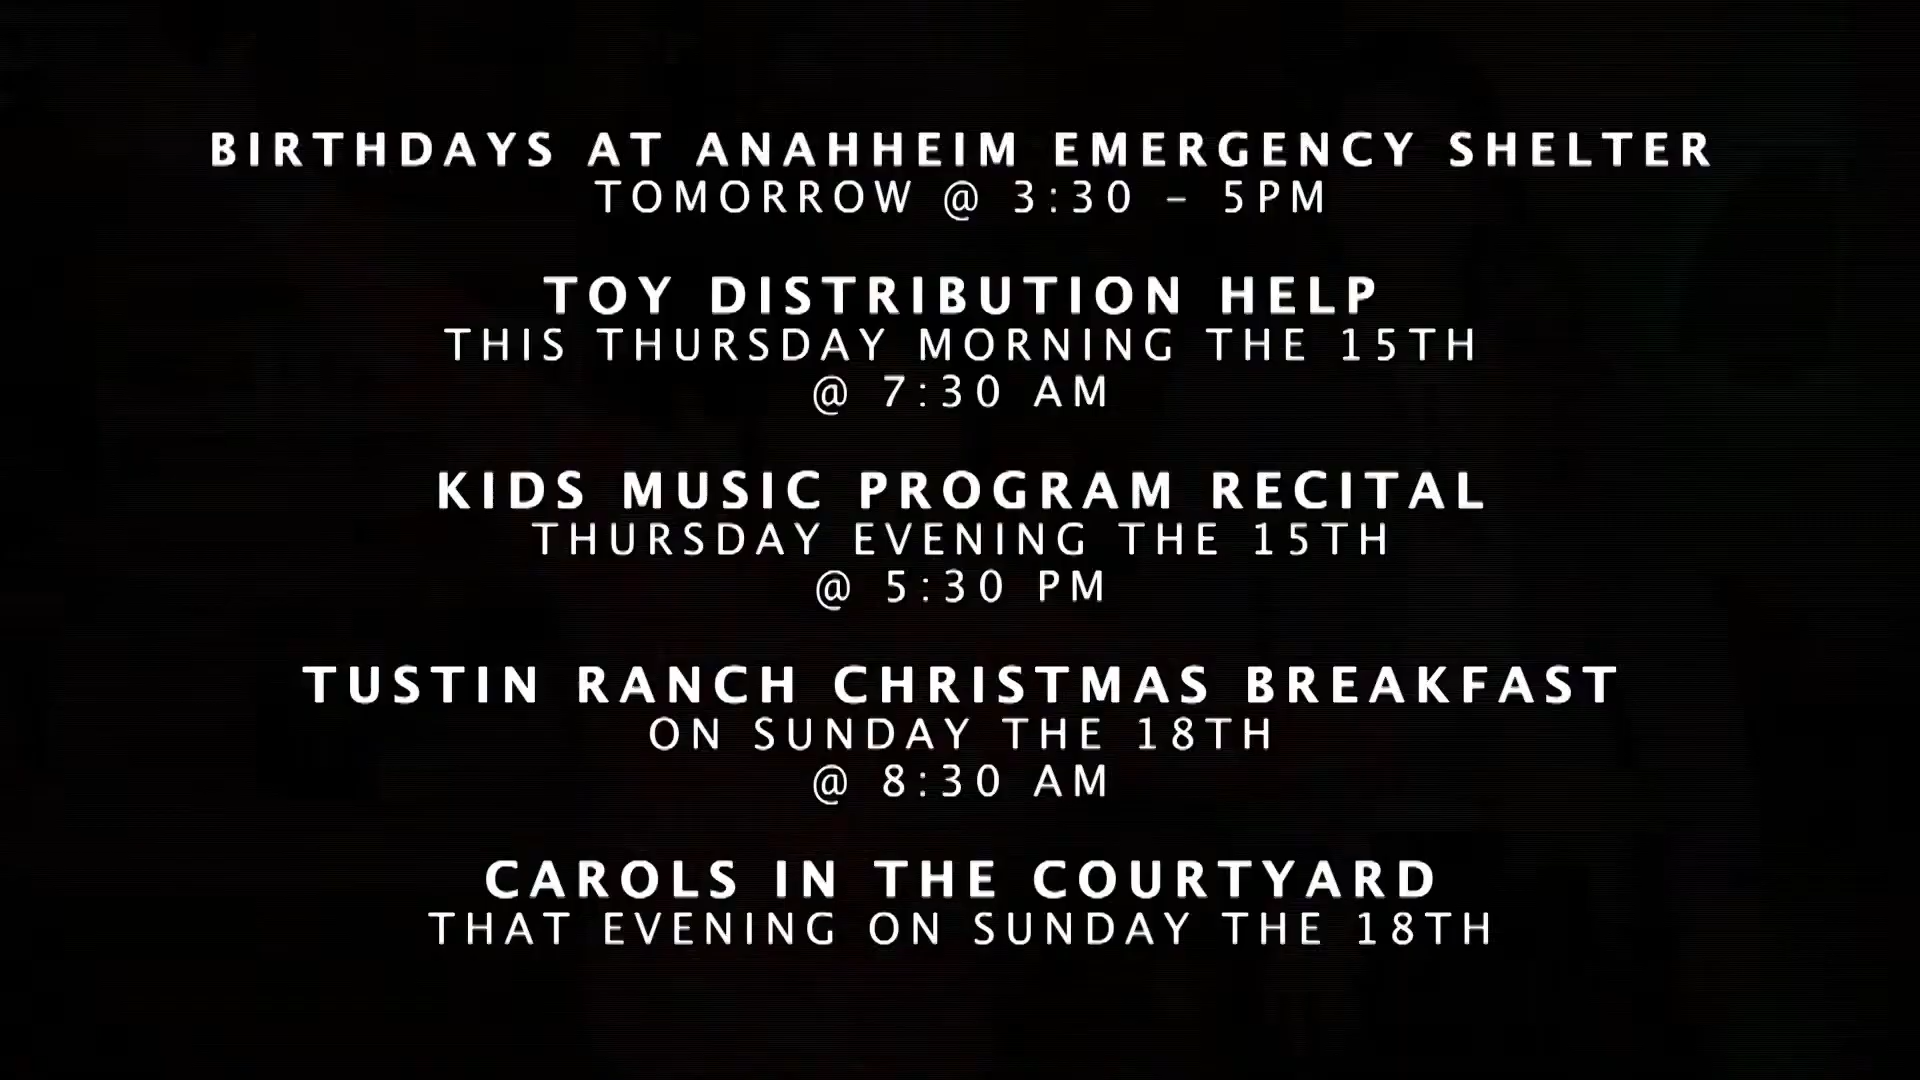 BIRTHDAYS AT ANAHHEIM EMERGENCY SHELTER
TOMORROW @ 3:30 – 5PM
TOY DISTRIBUTION HELP
THIS THURSDAY MORNING THE 15TH
@ 7:30 AM
KIDS MUSIC PROGRAM RECITAL
THURSDAY EVENING THE 15TH
@ 5:30 PM
TUSTIN RANCH CHRISTMAS BREAKFAST
ON SUNDAY THE 18TH
@ 8:30 AM
CAROLS IN THE COURTYARD
THAT EVENING ON SUNDAY THE 18TH